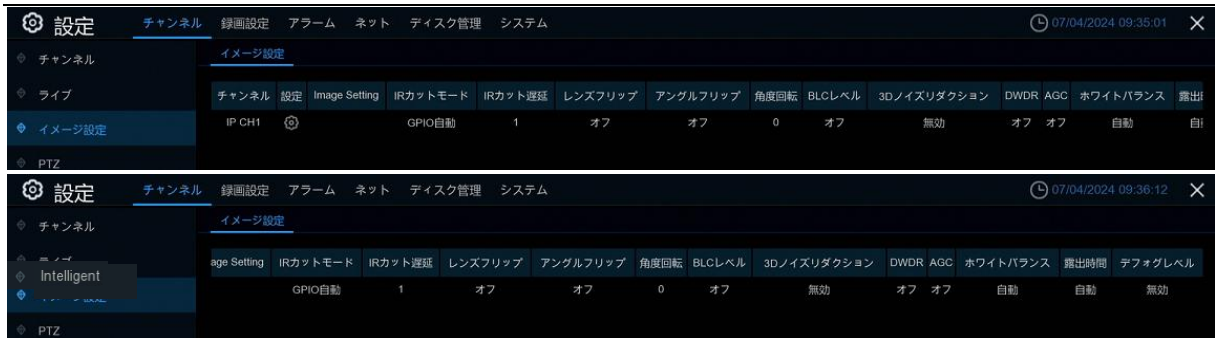 設定 チャンネル 録画設定 アラーム ネット ディスク管理 システム 07/04/2024 09:35:01
チャンネル イメージ設定
ライブ チャンネル 設定 Image Setting IRカットモード IRカット遅延 レンズフリップ アングルフリップ 角度回転 BLCレベル 3Dノイズリダクション DWDR AGC ホワイトバランス
イメージ設定 IP CH1 GPIO自動 1 オフ オフ 0 オフ 無効 オフ オフ 自動
PTZ
設定 チャンネル 録画設定 アラーム ネット ディスク管理 システム 07/04/2024 09:36:12
チャンネル イメージ設定
age Setting IRカットモード IRカット遅延 レンズフリップ アングルフリップ 角度回転 BLCレベル 3Dノイズリダクション DWDR AGC ホワイトバランス 露出時間 デフォグレベル
Intelligent
GPIO自動 1 オフ オフ 0 オフ 無効 オフ オフ 自動 自動 無効
PTZ